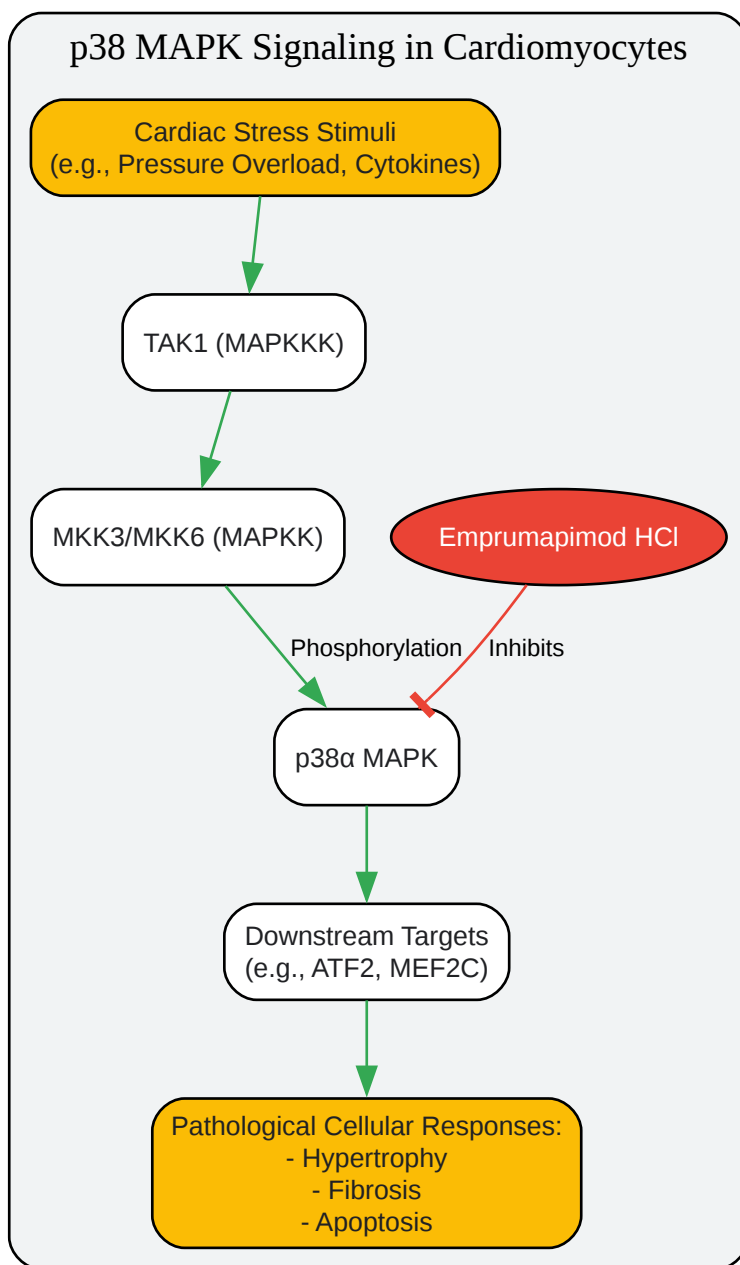 p38 MAPK Signaling in Cardiomyocytes
Cardiac Stress Stimuli
(e.g., Pressure Overload, Cytokines)
TAK1 (MAPKKK)
MKK3/MKK6 (MAPKK)
Emprumapimod HCl
Phosphorylation
Inhibits
p38α MAPK
Downstream Targets
(e.g., ATF2, MEF2C)
Pathological Cellular Responses:
- Hypertrophy
- Fibrosis
- Apoptosis